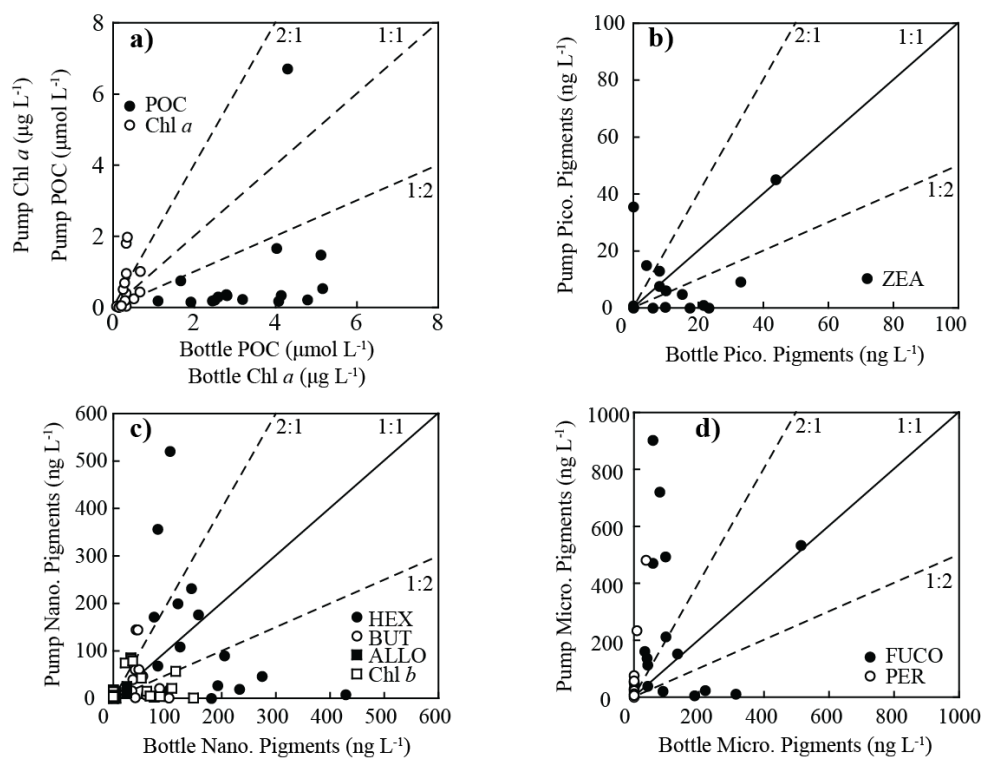 a)
Pump Chl a (μg L-1)
Pump POC (μmol L-1)
8
6
4
2
0
2:1
1:1
1:2
POC
Chl a
0
2
4
6
8
Bottle POC (μmol L-1)
Bottle Chl a (μg L-1)
b)
Pump Pico. Pigments (ng L-1)
100
80
60
40
20
0
2:1
1:1
1:2
ZEA
0
20
40
60
80
100
Bottle Pico. Pigments (ng L-1)
c)
Pump Nano. Pigments (ng L-1)
600
500
400
300
200
100
0
2:1
1:1
1:2
HEX
BUT
ALLO
Chl b
0
100
200
300
400
500
600
Bottle Nano. Pigments (ng L-1)
d)
Pump Micro. Pigments (ng L-1)
1000
800
600
400
200
0
2:1
1:1
1:2
FUCO
PER
0
200
400
600
800
1000
Bottle Micro. Pigments (ng L-1)